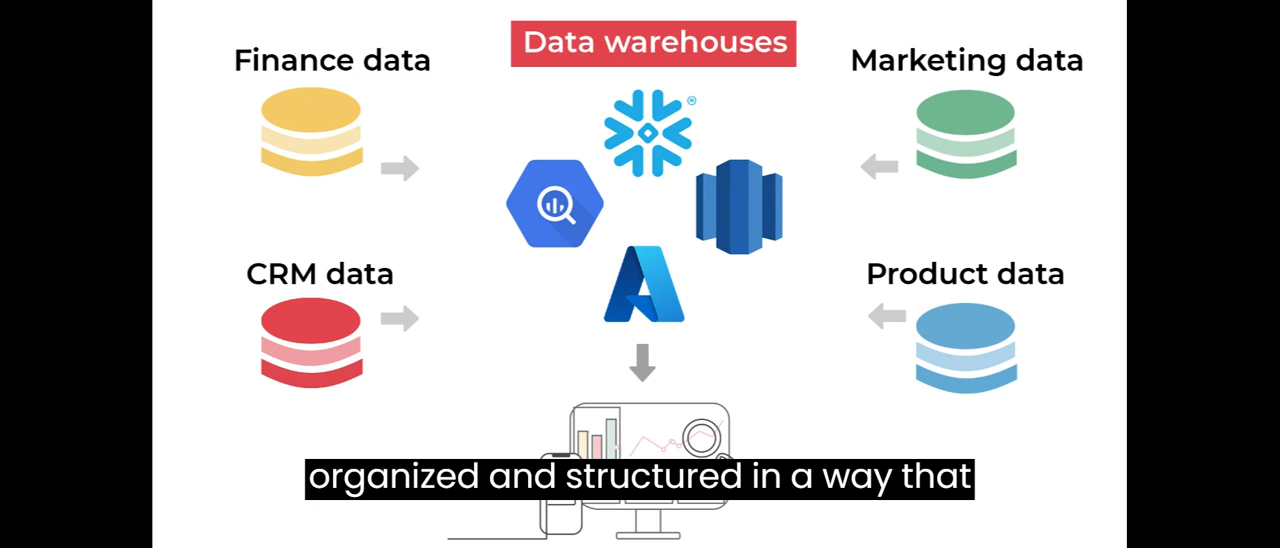 Data warehouses
Finance data
Marketing data
®
CRM data
Product data
organized and structured in a way that